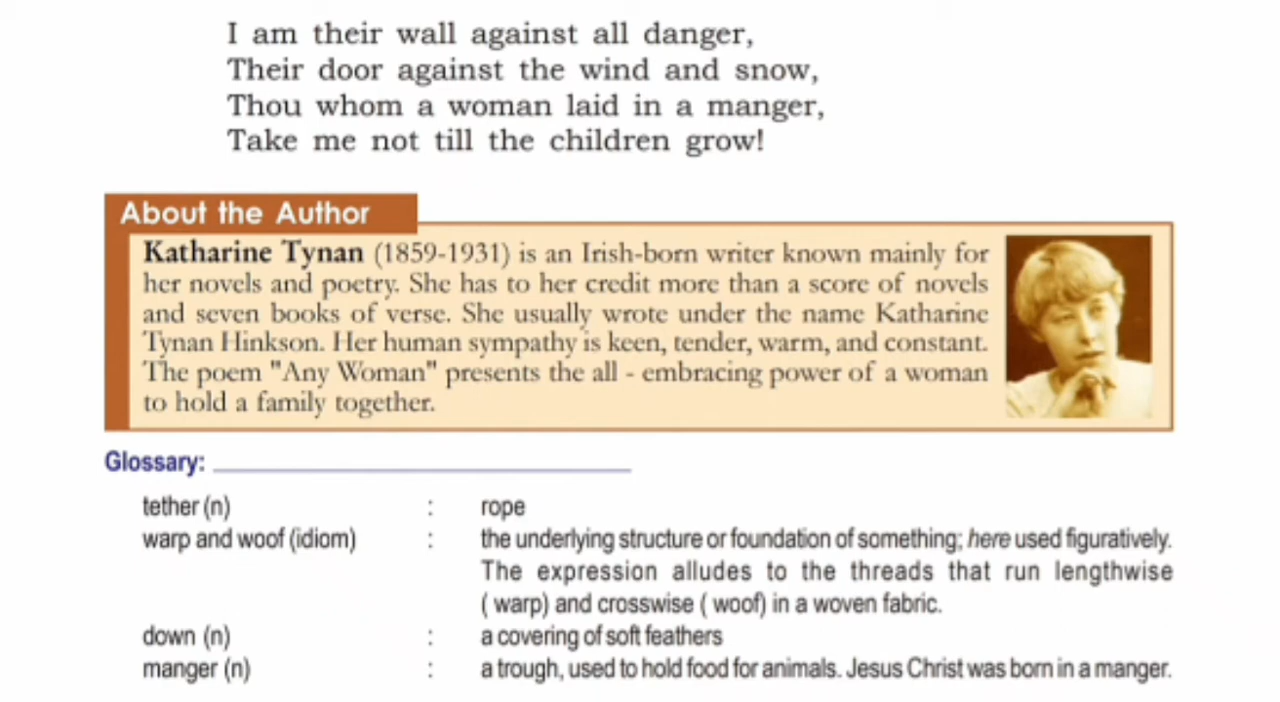 I am their wall against all danger,
Their door against the wind and snow,
Thou whom a woman laid in a manger,
Take me not till the children grow!
About the Author
Katharine Tynan (1859-1931) is an Irish-born writer known mainly for
her novels and poetry. She has to her credit more than a score of novels
and seven books of verse. She usually wrote under the name Katharine
Tynan Hinkson. Her human sympathy is keen, tender, warm, and constant.
The poem "Any Woman" presents the all - embracing power of a woman
to hold a family together.
Glossary:
tether (n) : rope
warp and woof (idiom) : the underlying structure or foundation of something; here used figuratively.
The expression alludes to the threads that run lengthwise
( warp) and crosswise ( woof) in a woven fabric.
down (n) : a covering of soft feathers
manger (n) : a trough, used to hold food for animals. Jesus Christ was born in a manger.